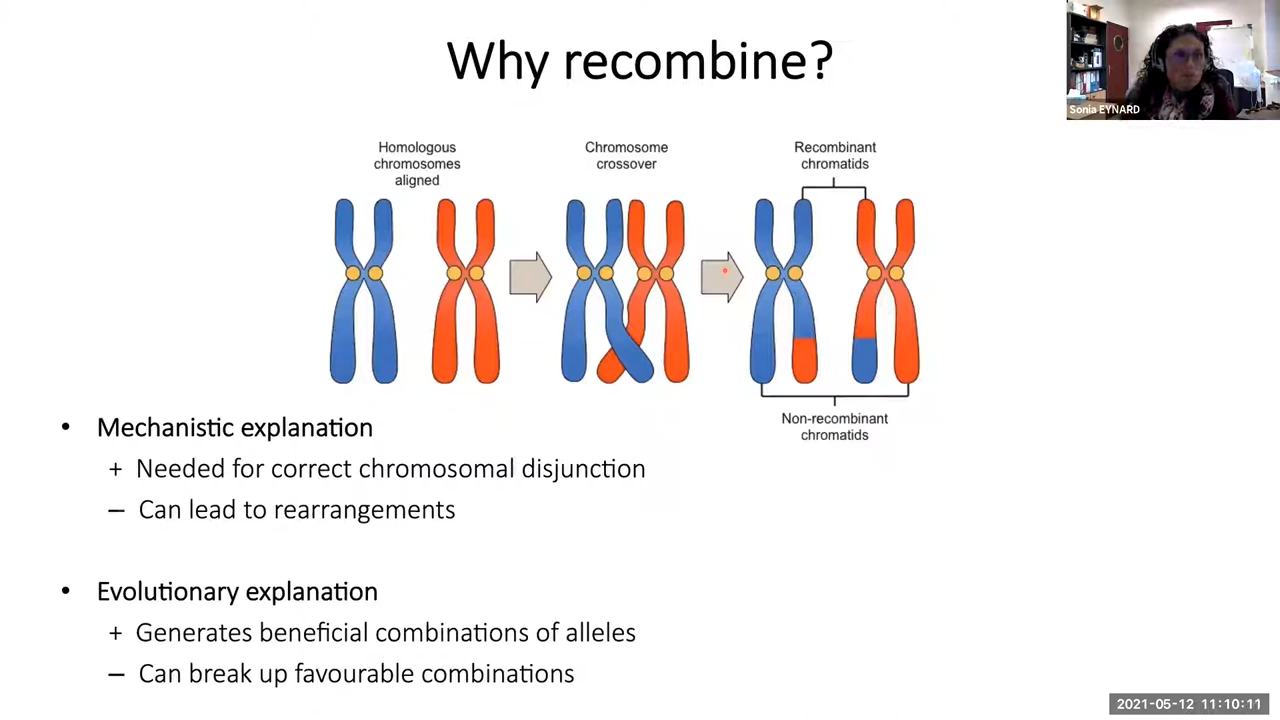 Why recombine?
Sonia EYNARD
Homologous
chromosomes
aligned
Chromosome
crossover
Recombinant
chromatids
Non-recombinant
chromatids
• Mechanistic explanation
+ Needed for correct chromosomal disjunction
– Can lead to rearrangements
• Evolutionary explanation
+ Generates beneficial combinations of alleles
– Can break up favourable combinations
2021-05-12 11:10:11